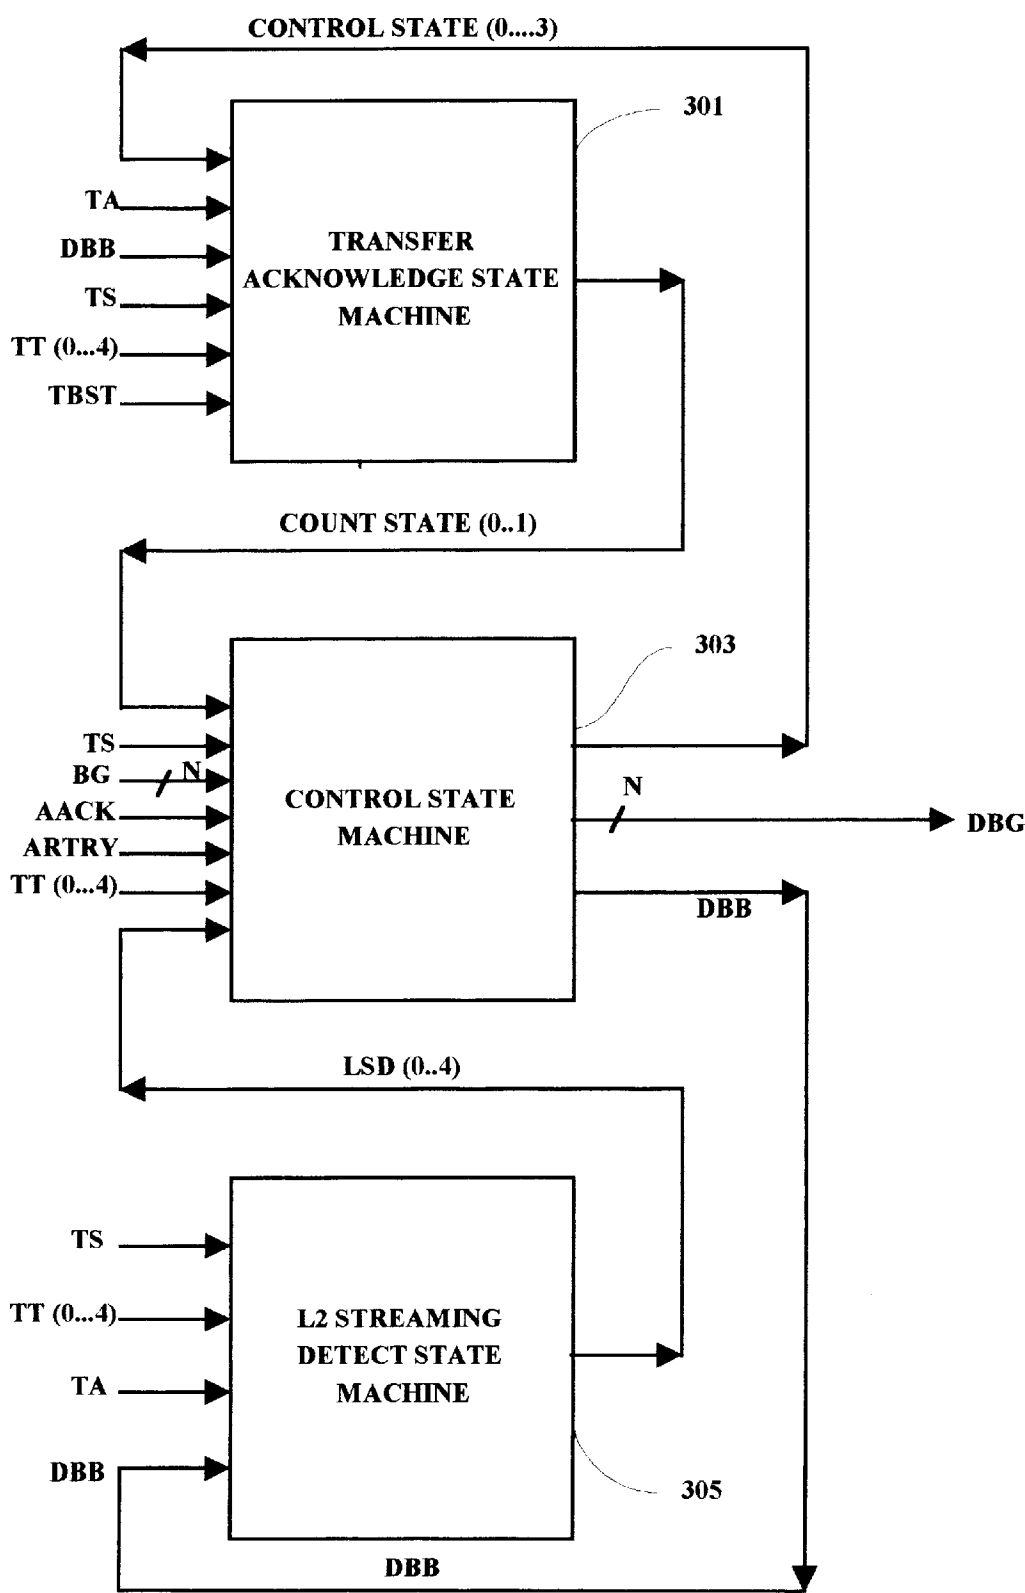 CONTROL STATE (0....3)
301
TA
DBB
TS
TT (0...4)
TBST
TRANSFER
ACKNOWLEDGE STATE
MACHINE
COUNT STATE (0..1)
303
TS
BG
N
AACK
ARTRY
TT (0...4)
CONTROL STATE
MACHINE
N
DBG
DBB
LSD (0..4)
TS
TT (0...4)
TA
DBB
L2 STREAMING
DETECT STATE
MACHINE
305
DBB